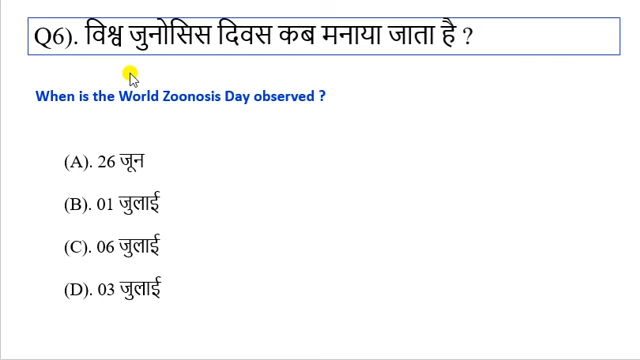 Q6). विश्व जुनोसिस दिवस कब मनाया जाता है ?
When is the World Zoonosis Day observed ?
(A). 26 जून
(B). 01 जुलाई
(C). 06 जुलाई
(D). 03 जुलाई